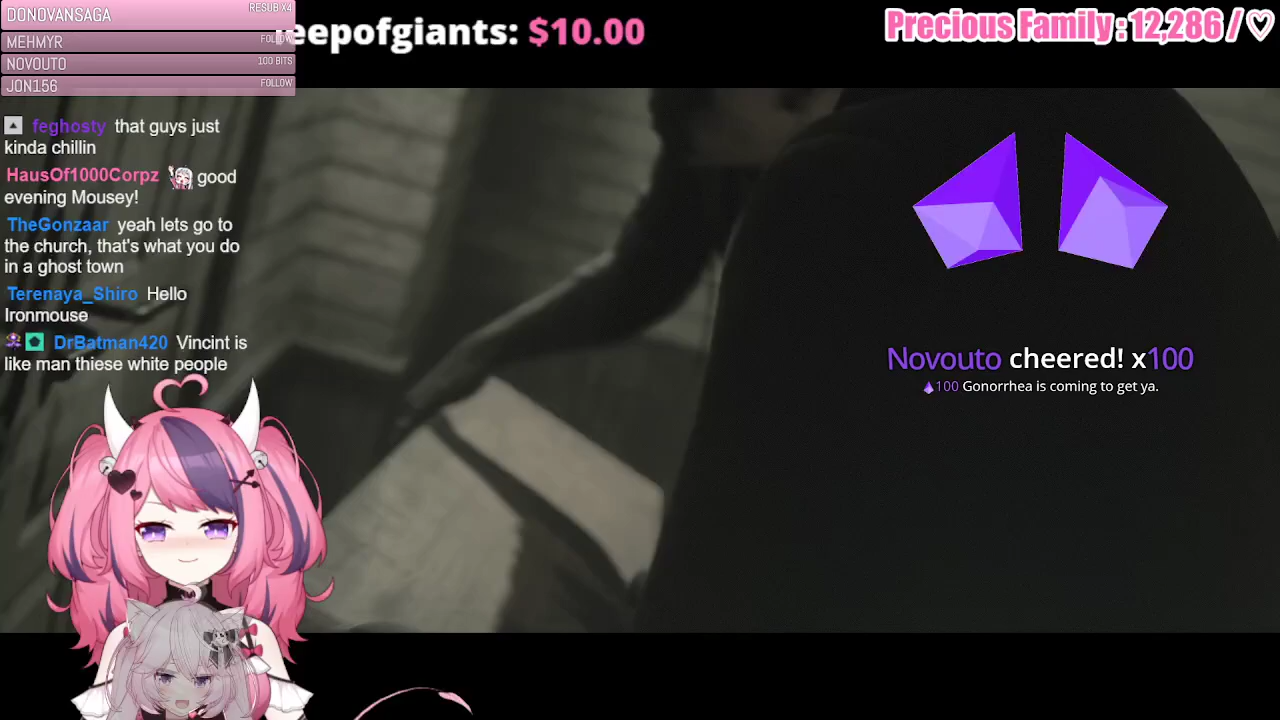 DONOVANSAGA RESUB X4
MEHMYR FOLLOW
NOVOUTO 100 BITS
JON156 FOLLOW
eepofgiants: $10.00
Precious Family : 12,286 / ♡
feghosty that guys just
kinda chillin
HausOf1000Corpz good
evening Mousey!
TheGonzaar yeah lets go to
the church, that's what you do
in a ghost town
Terenaya_Shiro Hello
Ironmouse
DrBatman420 Vincint is
like man thiese white people
Novouto cheered! x100
100 Gonorrhea is coming to get ya.